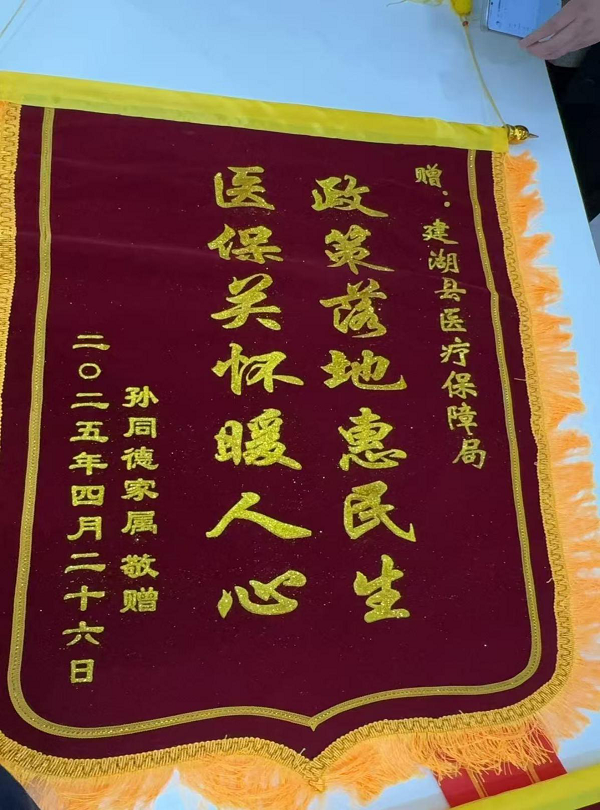 赠：建湖县医疗保障局
政策落地惠民生
医保关怀暖人心
孙同德家属 敬赠
二〇二五年四月二十六日